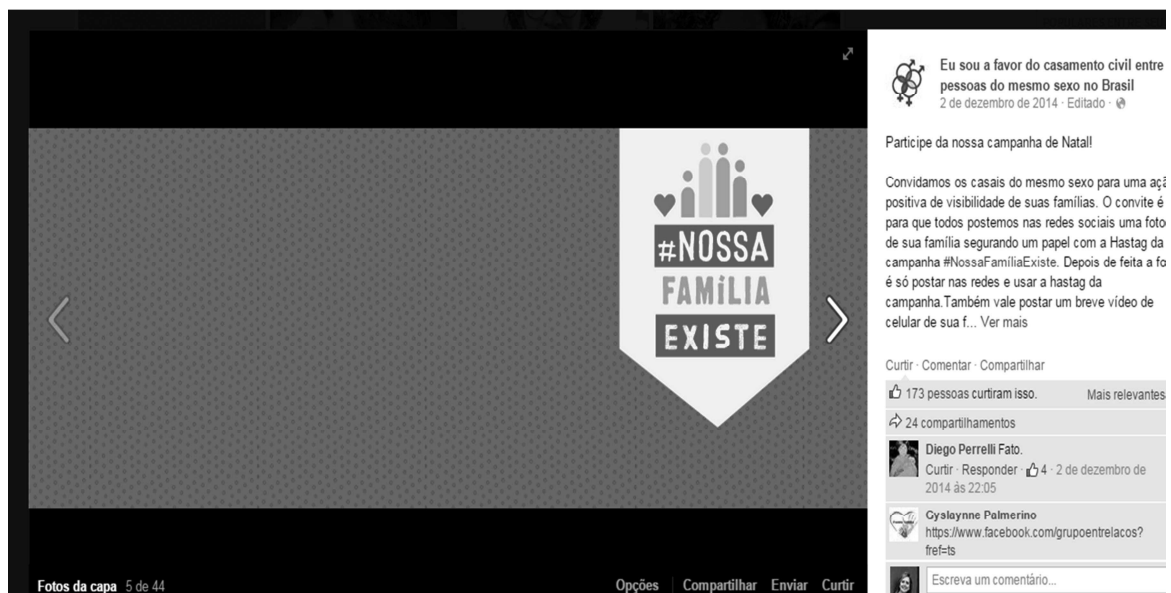 #NOSSA
FAMÍLIA
EXISTE
Fotos da capa 5 de 44
Opções Compartilhar Enviar Curtir
Eu sou a favor do casamento civil entre
pessoas do mesmo sexo no Brasil
2 de dezembro de 2014 · Editado ·
Participe da nossa campanha de Natal!
Convidamos os casais do mesmo sexo para uma açã
positiva de visibilidade de suas famílias. O convite é
para que todos postemos nas redes sociais uma foto
de sua família segurando um papel com a Hastag da
campanha #NossaFamíliaExiste. Depois de feita a fo
é só postar nas redes e usar a hastag da
campanha.Também vale postar um breve vídeo de
celular de sua f... Ver mais
Curtir · Comentar · Compartilhar
173 pessoas curtiram isso. Mais relevantes
24 compartilhamentos
Diego Perrelli Fato.
Curtir · Responder · 4 · 2 de dezembro de
2014 às 22:05
Gyslaynne Palmerino
https://www.facebook.com/grupoentrelacos?
fref=ts
Escreva um comentário...